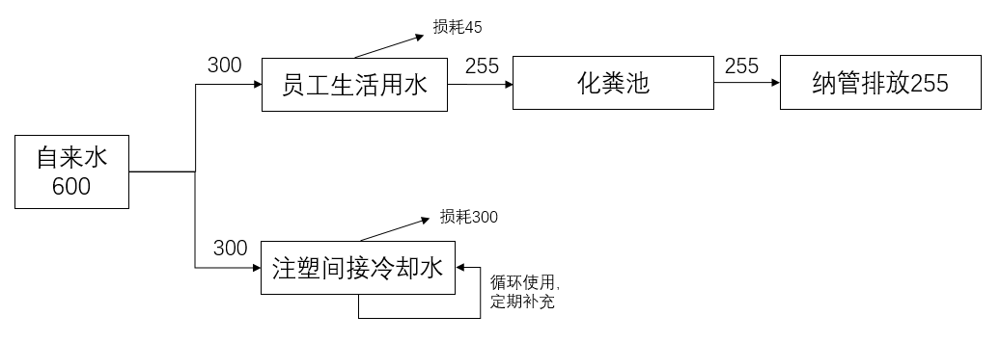 损耗45
300
员工生活用水
255
化粪池
255
纳管排放255
自来水
600
损耗300
300
注塑间接冷却水
循环使用，
定期补充